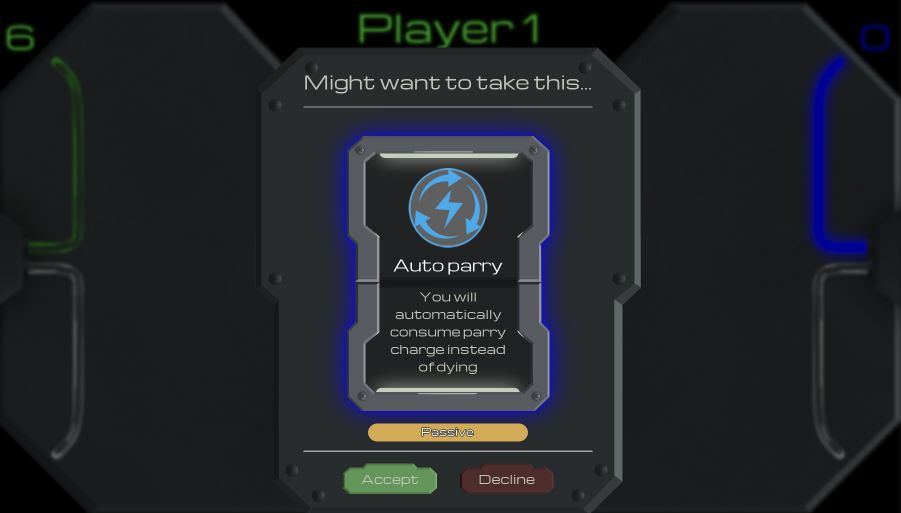 6
Player 1
0
Might want to take this...
Auto parry
You will
automatically
consume parry
charge instead
of dying
Passive
Accept
Decline